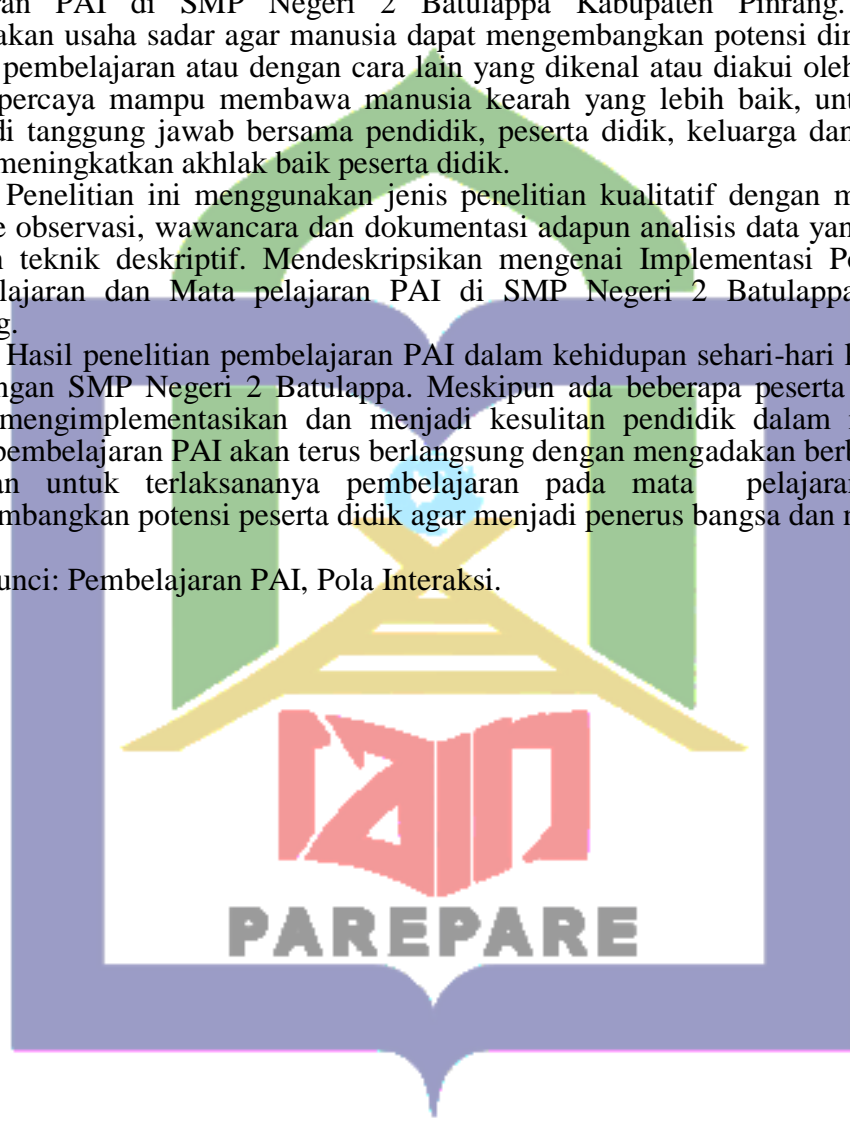 ran PAI di SMP Negeri 2 Batulappa Kabupaten Pinrang.
akan usaha sadar agar manusia dapat mengembangkan potensi dir
pembelajaran atau dengan cara lain yang dikenal atau diakui oleh
percaya mampu membawa manusia kearah yang lebih baik, unt
di tanggung jawab bersama pendidik, peserta didik, keluarga dan
meningkatkan akhlak baik peserta didik.
Penelitian ini menggunakan jenis penelitian kualitatif dengan m
e observasi, wawancara dan dokumentasi adapun analisis data yan
teknik deskriptif. Mendeskripsikan mengenai Implementasi Po
lajaran dan Mata pelajaran PAI di SMP Negeri 2 Batulappa
g.
Hasil penelitian pembelajaran PAI dalam kehidupan sehari-hari
ngan SMP Negeri 2 Batulappa. Meskipun ada beberapa peserta
mengimplementasikan dan menjadi kesulitan pendidik dalam
pembelajaran PAI akan terus berlangsung dengan mengadakan berb
an untuk terlaksananya pembelajaran pada mata pelajaran
mbangkan potensi peserta didik agar menjadi penerus bangsa dan
unci: Pembelajaran PAI, Pola Interaksi.
iain
PAREPARE